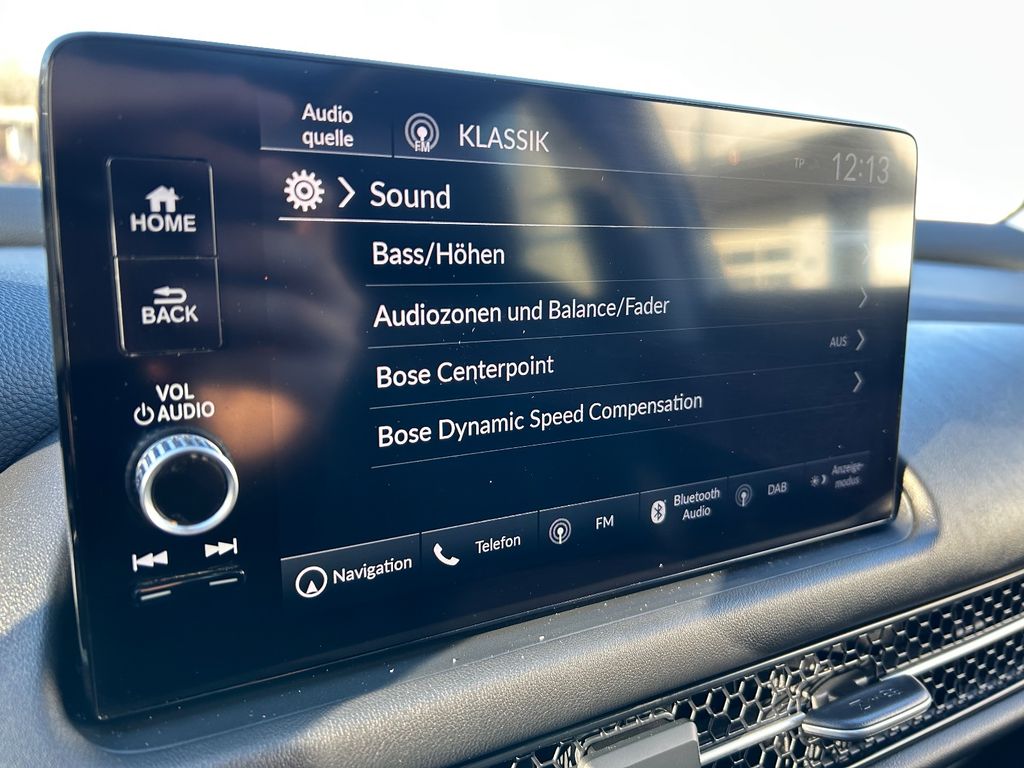 Audio
quelle
FM
KLASSIK
TP
12:13
HOME
Sound
Bass/Höhen
BACK
Audiozonen und Balance/Fader
Bose Centerpoint
AUS
VOL
AUDIO
Bose Dynamic Speed Compensation
Navigation
Telefon
FM
Bluetooth
Audio
DAB
Anzeige-
modus